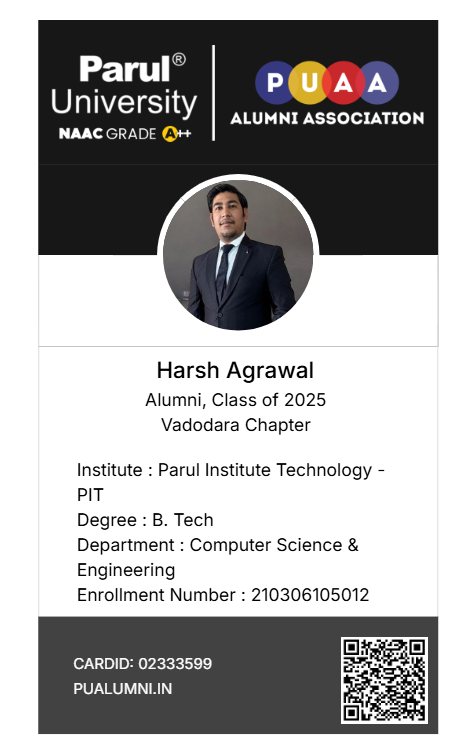 Parul®
University
NAAC GRADE A++
PUAA
ALUMNI ASSOCIATION
Harsh Agrawal
Alumni, Class of 2025
Vadodara Chapter
Institute : Parul Institute Technology -
PIT
Degree : B. Tech
Department : Computer Science &
Engineering
Enrollment Number : 210306105012
CARDID: 02333599
PUALUMNI.IN